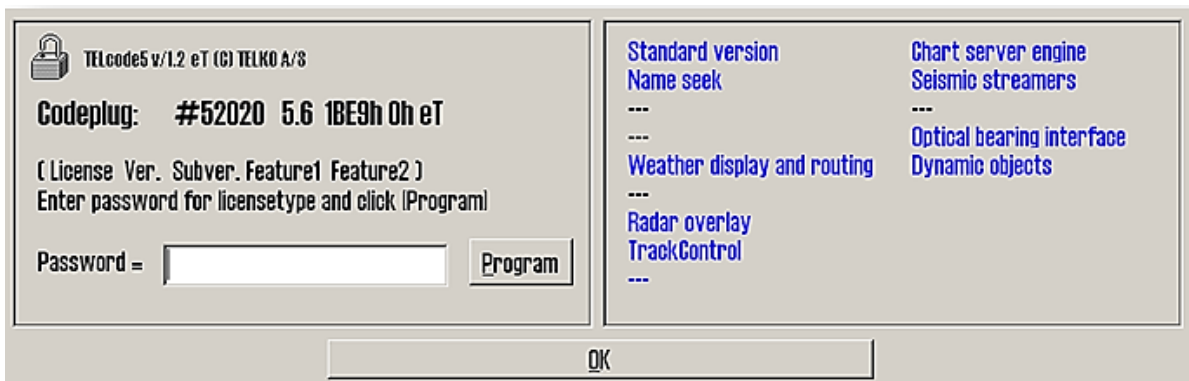 TELcode5 v/1.2 eT (C) TELKO A/S
Codeplug: #52020 5.6 1BE9h 0h eT
( License Ver. Subver. Feature1 Feature2 )
Enter password for licensetype and click [Program]
Password =
Program
Standard version
Name seek
---
---
Weather display and routing
---
Radar overlay
TrackControl
---
Chart server engine
Seismic streamers
---
Optical bearing interface
Dynamic objects
OK